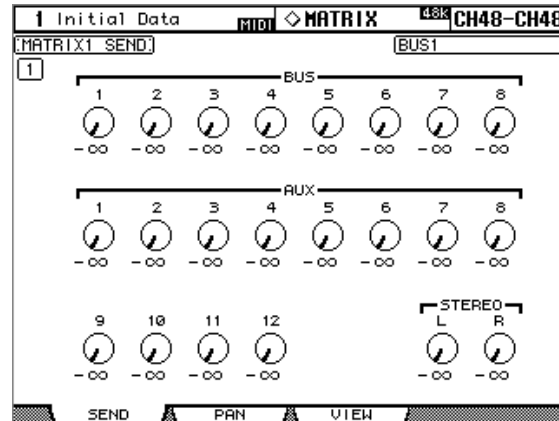 1 Initial Data MIDI ◇MATRIX 48k CH48-CH48
MATRIX1 SEND BUS1
1
BUS
1 2 3 4 5 6 7 8
-∞ -∞ -∞ -∞ -∞ -∞ -∞ -∞
AUX
1 2 3 4 5 6 7 8
-∞ -∞ -∞ -∞ -∞ -∞ -∞ -∞
STEREO
9 10 11 12 L R
-∞ -∞ -∞ -∞ -∞ -∞
SEND PAN VIEW